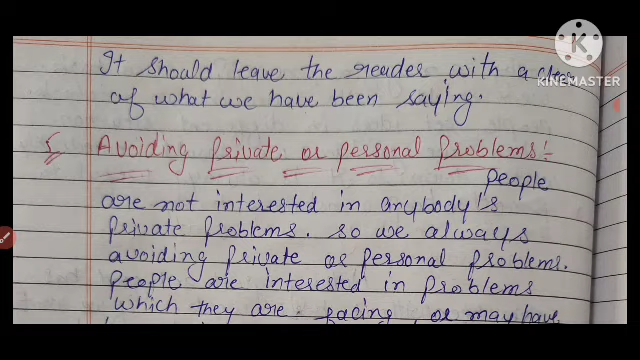 It should leave the reader with a clear
of what we have been saying.
KINEMASTER
5 Avoiding private or personal problems:-
people
are not interested in anybody's
private problems. so we always
avoiding private or personal problems.
people are interested in problems
which they are facing, or may have